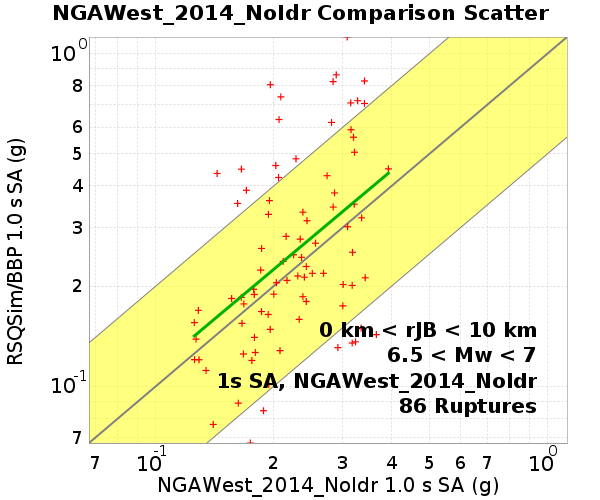 NGAWest_2014_NoIdr Comparison Scatter
RSQSim/BBP 1.0 s SA (g)
10^0
8
6
5
4
3
2
10^-1
7
0 km < rJB < 10 km
6.5 < Mw < 7
1s SA, NGAWest_2014_NoIdr
86 Ruptures
7 10^-1 2 3 4 5 6 7 10^0
NGAWest_2014_NoIdr 1.0 s SA (g)